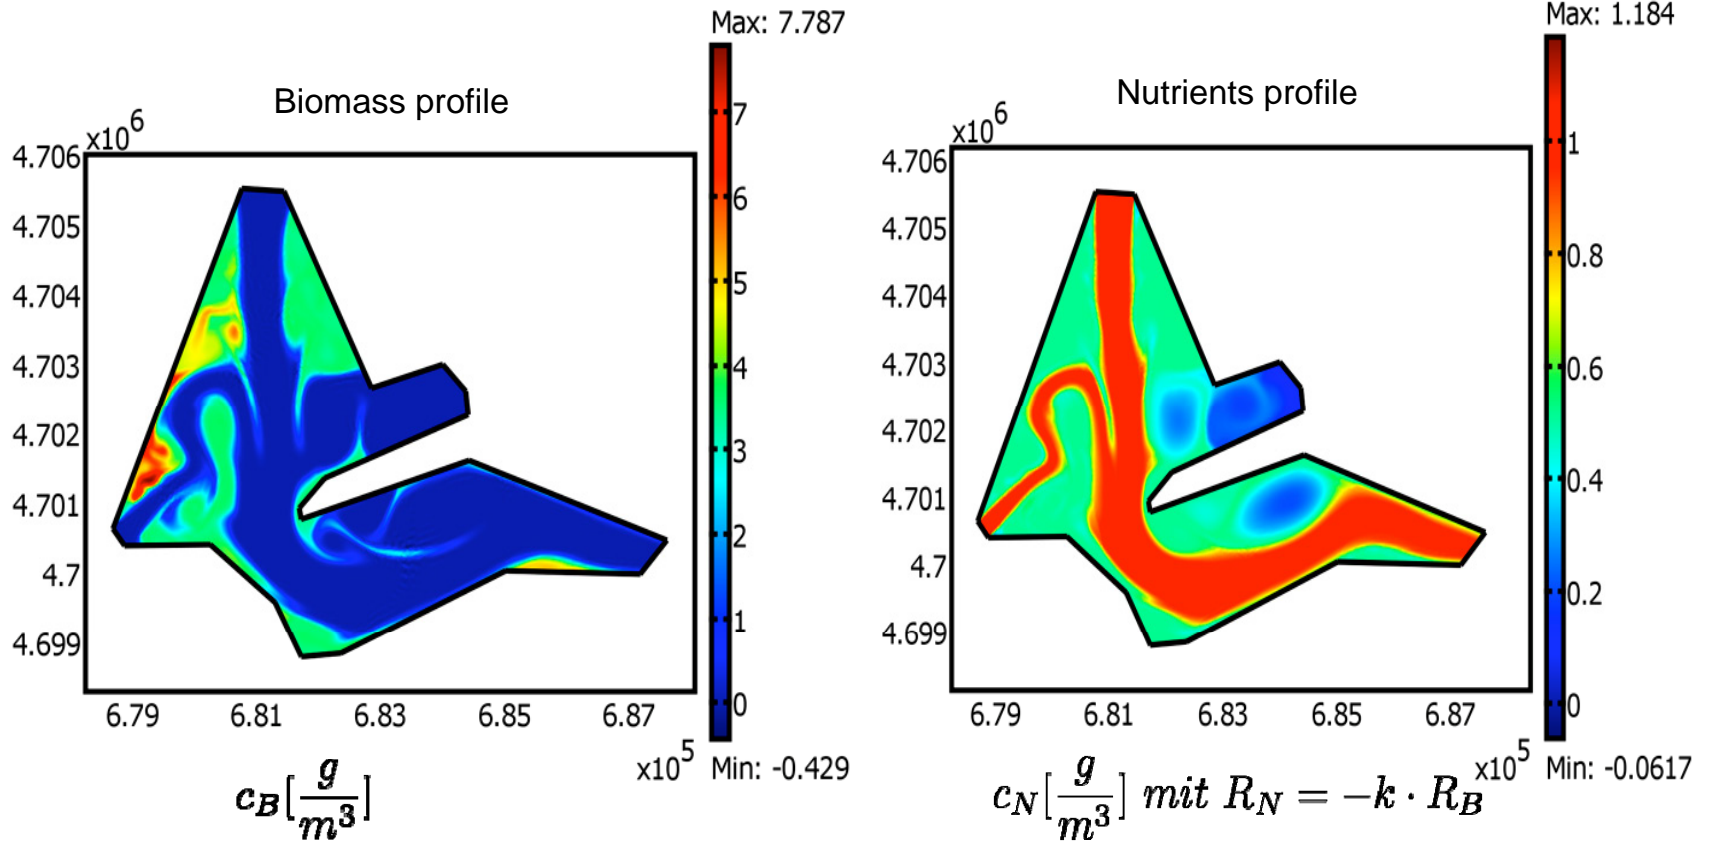 Max: 7.787
Biomass profile
x10^6
4.706
4.705
4.704
4.703
4.702
4.701
4.7
4.699
6.79 6.81 6.83 6.85 6.87
x10^5
7
6
5
4
3
2
1
0
Min: -0.429
c_B[g/m^3]
Max: 1.184
Nutrients profile
x10^6
4.706
4.705
4.704
4.703
4.702
4.701
4.7
4.699
6.79 6.81 6.83 6.85 6.87
x10^5
1
0.8
0.6
0.4
0.2
0
Min: -0.0617
c_N[g/m^3] mit R_N = −k · R_B